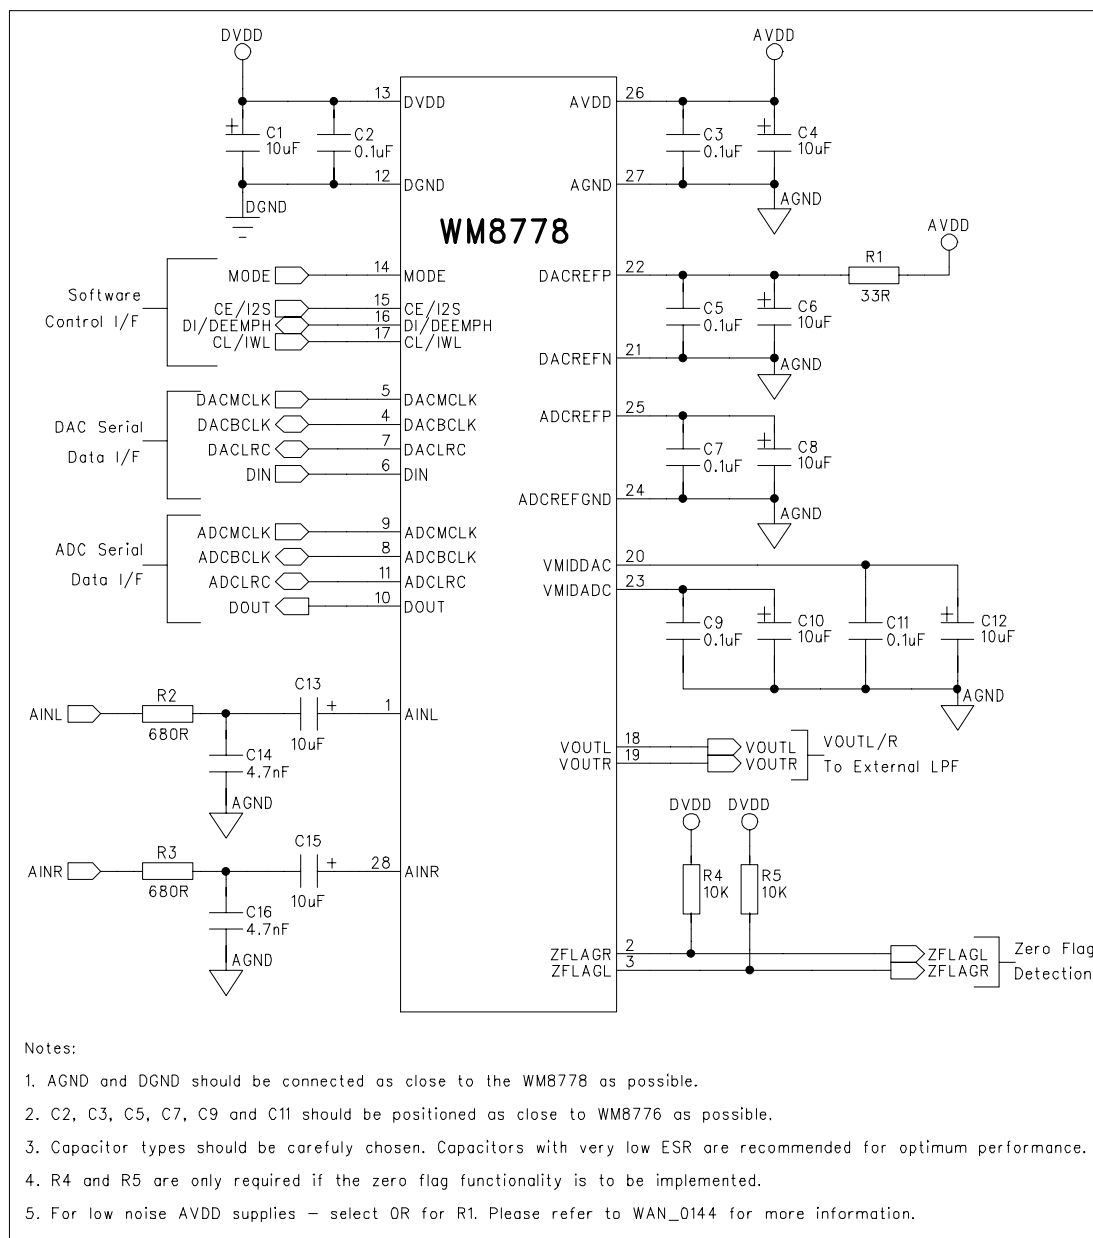 DVDD
AVDD
13 DVDD
AVDD 26
C1
10uF
C2
0.1uF
C3
0.1uF
C4
10uF
12 DGND
AGND 27
DGND
AGND
WM8778
AVDD
Software
Control I/F
MODE 14 MODE
CE/I2S 15 CE/I2S
DI/DEEMPH 16 DI/DEEMPH
CL/IWL 17 CL/IWL
DACREFP 22
R1
33R
C5
0.1uF
C6
10uF
DACREFN 21
AGND
DAC Serial
Data I/F
DACMCLK 5 DACMCLK
DACBCLK 4 DACBCLK
DACLRC 7 DACLRC
DIN 6 DIN
ADCREFP 25
C7
0.1uF
C8
10uF
ADCREFGND 24
AGND
ADC Serial
Data I/F
ADCMCLK 9 ADCMCLK
ADCBCLK 8 ADCBCLK
ADCLRC 11 ADCLRC
DOUT 10 DOUT
VMIDDAC 20
VMIDADC 23
C9
0.1uF
C10
10uF
C11
0.1uF
C12
10uF
AGND
AINL
R2
680R
C13
10uF
1 AINL
C14
4.7nF
AGND
VOUTL 18 VOUTL
VOUTR 19 VOUTR
VOUTL/R
To External LPF
AINR
R3
680R
C15
10uF
28 AINR
C16
4.7nF
AGND
DVDD DVDD
R4
10K
R5
10K
ZFLAGR 2 ZFLAGL
ZFLAGL 3 ZFLAGR
Zero Flag
Detection
Notes:
1. AGND and DGND should be connected as close to the WM8778 as possible.
2. C2, C3, C5, C7, C9 and C11 should be positioned as close to WM8776 as possible.
3. Capacitor types should be carefuly chosen. Capacitors with very low ESR are recommended for optimum performance.
4. R4 and R5 are only required if the zero flag functionality is to be implemented.
5. For low noise AVDD supplies – select 0R for R1. Please refer to WAN_0144 for more information.